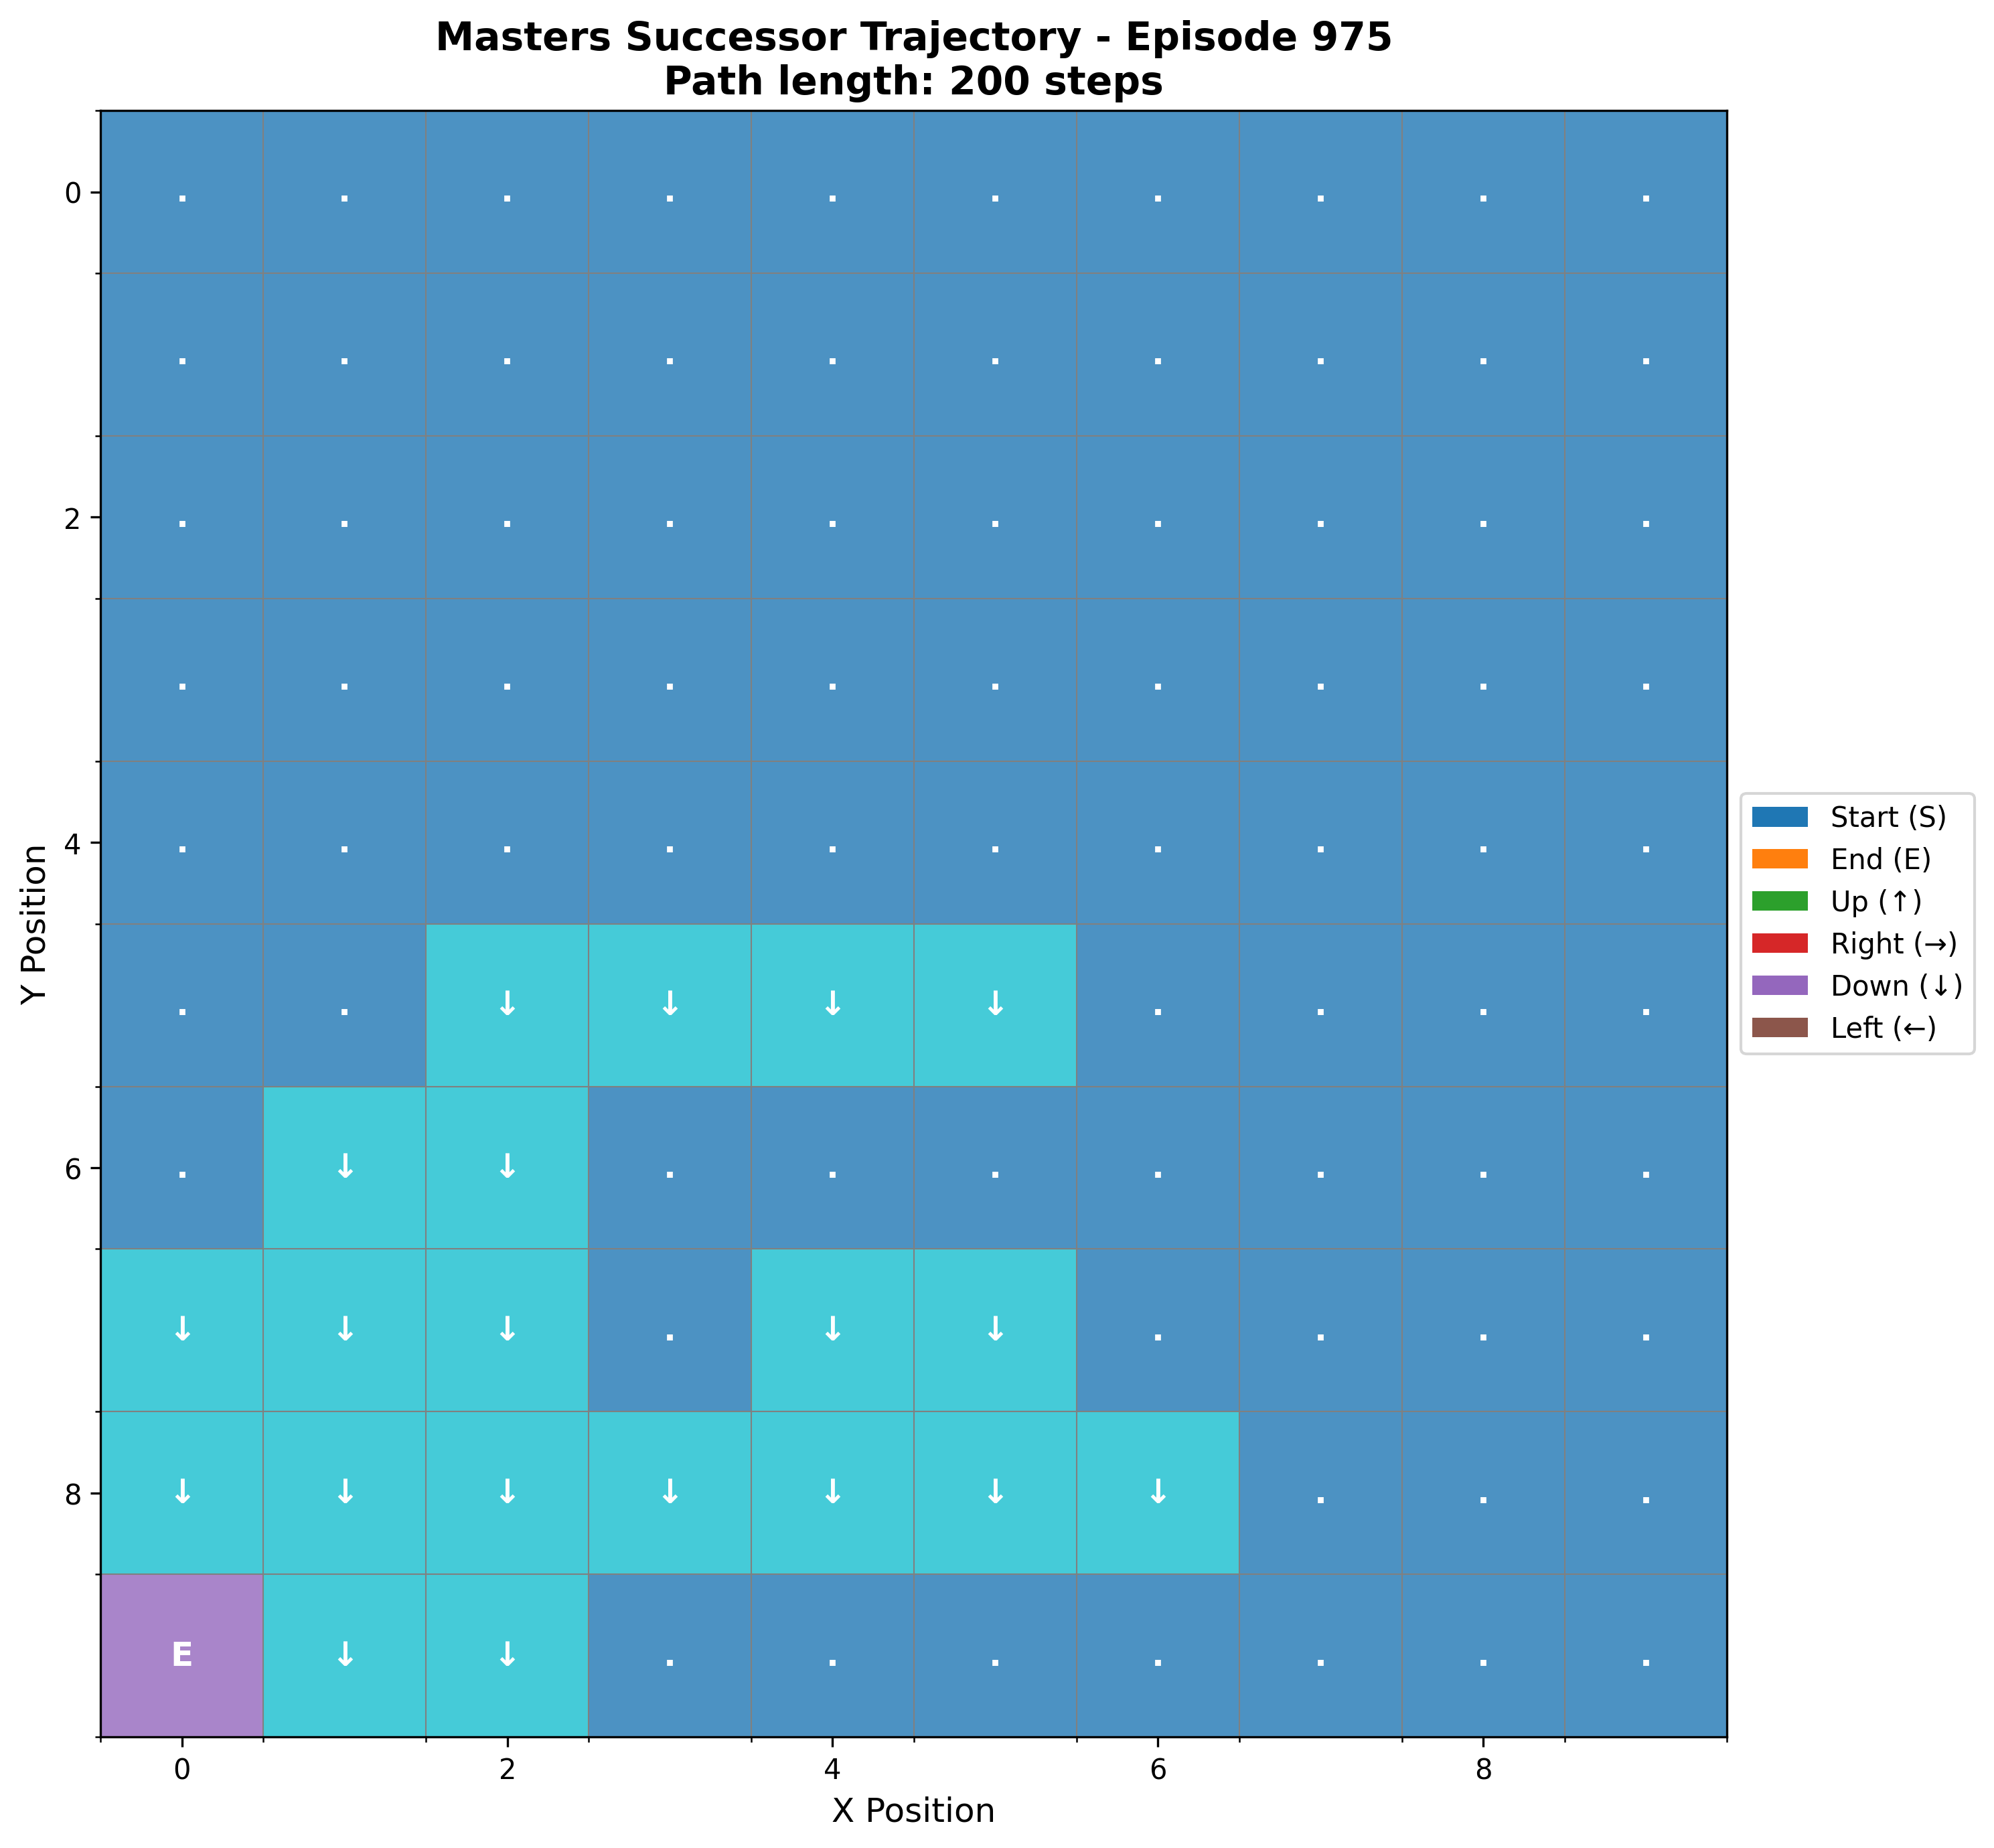 Masters Successor Trajectory - Episode 975
Path length: 200 steps
0 . . . . . . . . . .
. . . . . . . . . .
2 . . . . . . . . . .
. . . . . . . . . .
4 . . . . . . . . . .
. . ↓ ↓ ↓ ↓ . . . .
6 . ↓ ↓ . . . . . . .
↓ ↓ ↓ . ↓ ↓ . . . .
8 ↓ ↓ ↓ ↓ ↓ ↓ ↓ . . .
E ↓ ↓ . . . . . . .
0 2 4 6 8
X Position
Y Position
Start (S)
End (E)
Up (↑)
Right (→)
Down (↓)
Left (←)